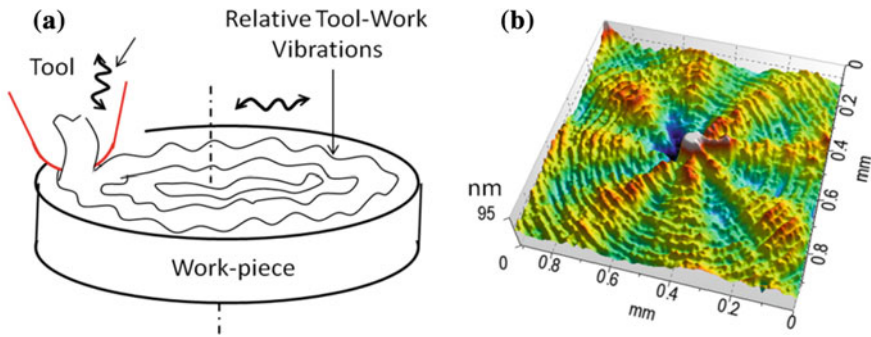 (a)
Relative Tool-Work
Vibrations
Tool
Work-piece
(b)
nm
95
0
0.8
0.6
0.4
0.2
0
mm
0
0.2
0.4
0.6
0.8
mm